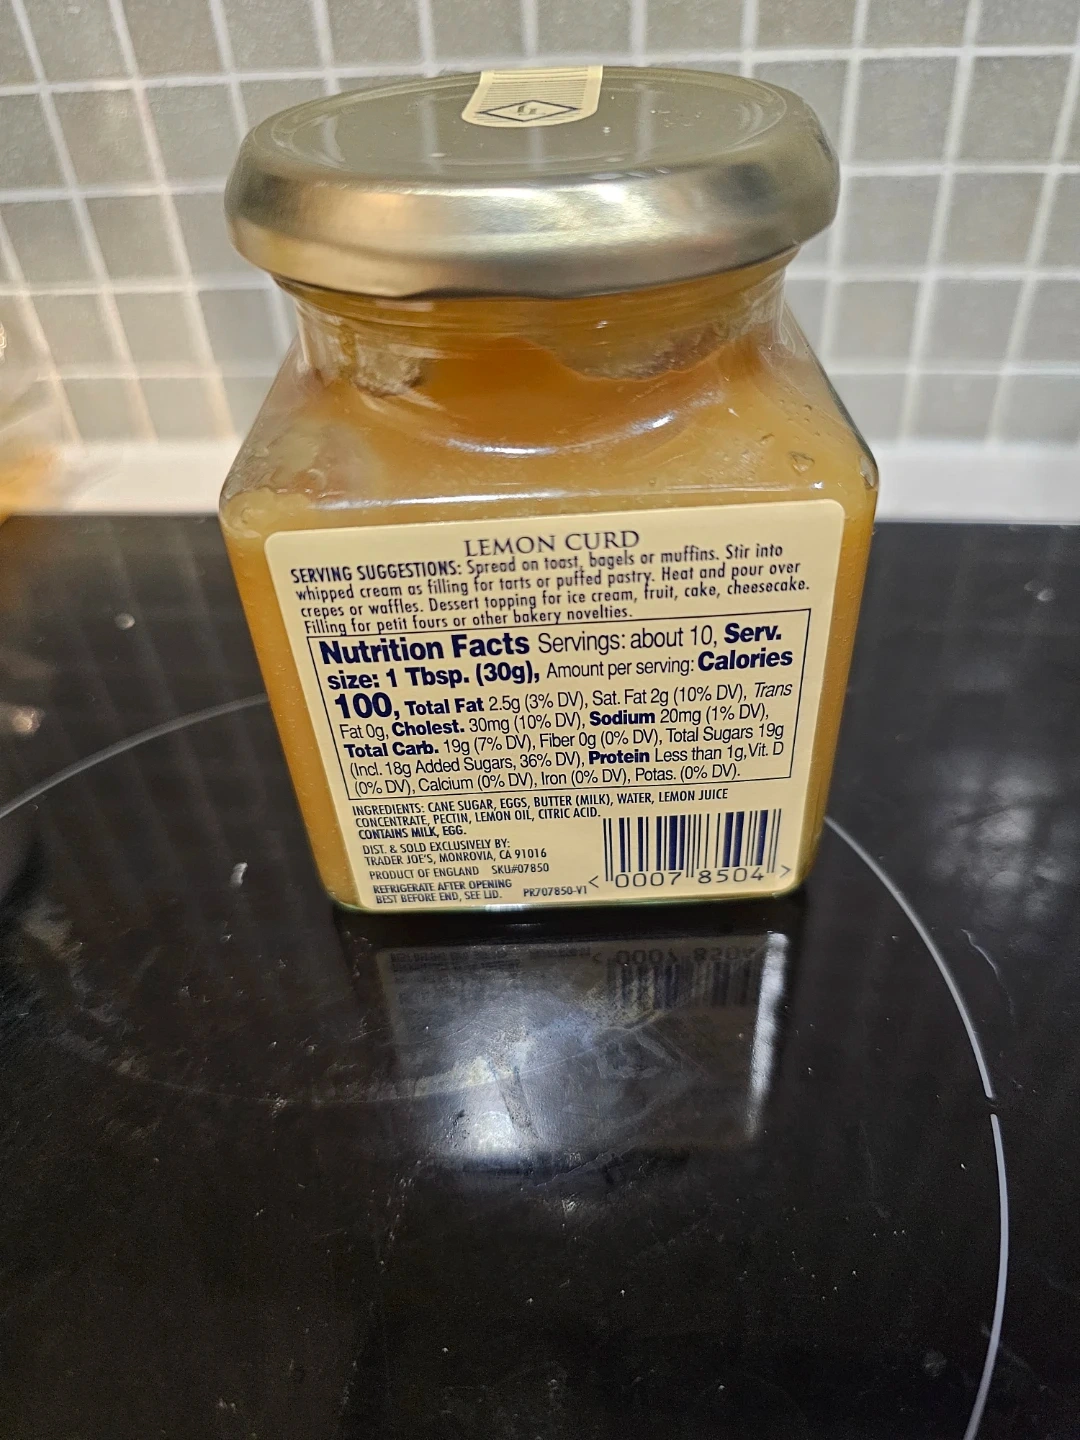 LEMON CURD
SERVING SUGGESTIONS: Spread on toast, bagels or muffins. Stir into
whipped cream as filling for tarts or puffed pastry. Heat and pour over
crepes or waffles. Dessert topping for ice cream, fruit, cake, cheesecake.
Filling for petit fours or other bakery novelties.
Nutrition Facts Servings: about 10, Serv.
size: 1 Tbsp. (30g), Amount per serving: Calories
100, Total Fat 2.5g (3% DV), Sat. Fat 2g (10% DV), Trans
Fat 0g, Cholest. 30mg (10% DV), Sodium 20mg (1% DV),
Total Carb. 19g (7% DV), Fiber 0g (0% DV), Total Sugars 19g
(Incl. 18g Added Sugars, 36% DV), Protein Less than 1g, Vit. D
(0% DV), Calcium (0% DV), Iron (0% DV), Potas. (0% DV).
INGREDIENTS: CANE SUGAR, EGGS, BUTTER (MILK), WATER, LEMON JUICE
CONCENTRATE, PECTIN, LEMON OIL, CITRIC ACID.
CONTAINS MILK, EGG.
DIST. & SOLD EXCLUSIVELY BY:
TRADER JOE'S, MONROVIA, CA 91016
PRODUCT OF ENGLAND SKU#07850
REFRIGERATE AFTER OPENING
BEST BEFORE END, SEE LID. PR707850-V1
< 0007 8504 >